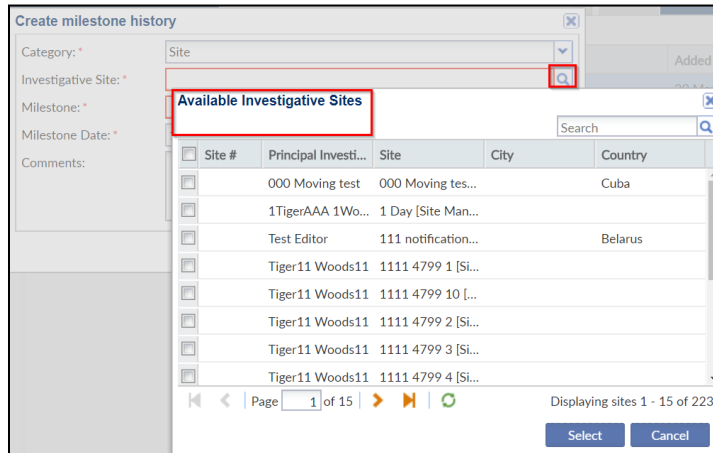 Create milestone history
Category: * Site
Added
Investigative Site: *
Available Investigative Sites
Milestone: *
Search
Milestone Date: *
Comments:
Site # Principal Investi... Site City Country
000 Moving test 000 Moving tes... Cuba
1TigerAAA 1Wo... 1 Day [Site Man...
Test Editor 111 notification... Belarus
Tiger11 Woods11 1111 4799 1 [Si...
Tiger11 Woods11 1111 4799 10 [...
Tiger11 Woods11 1111 4799 2 [Si...
Tiger11 Woods11 1111 4799 3 [Si...
Tiger11 Woods11 1111 4799 4 [Si...
Page 1 of 15 Displaying sites 1 - 15 of 223
Select Cancel